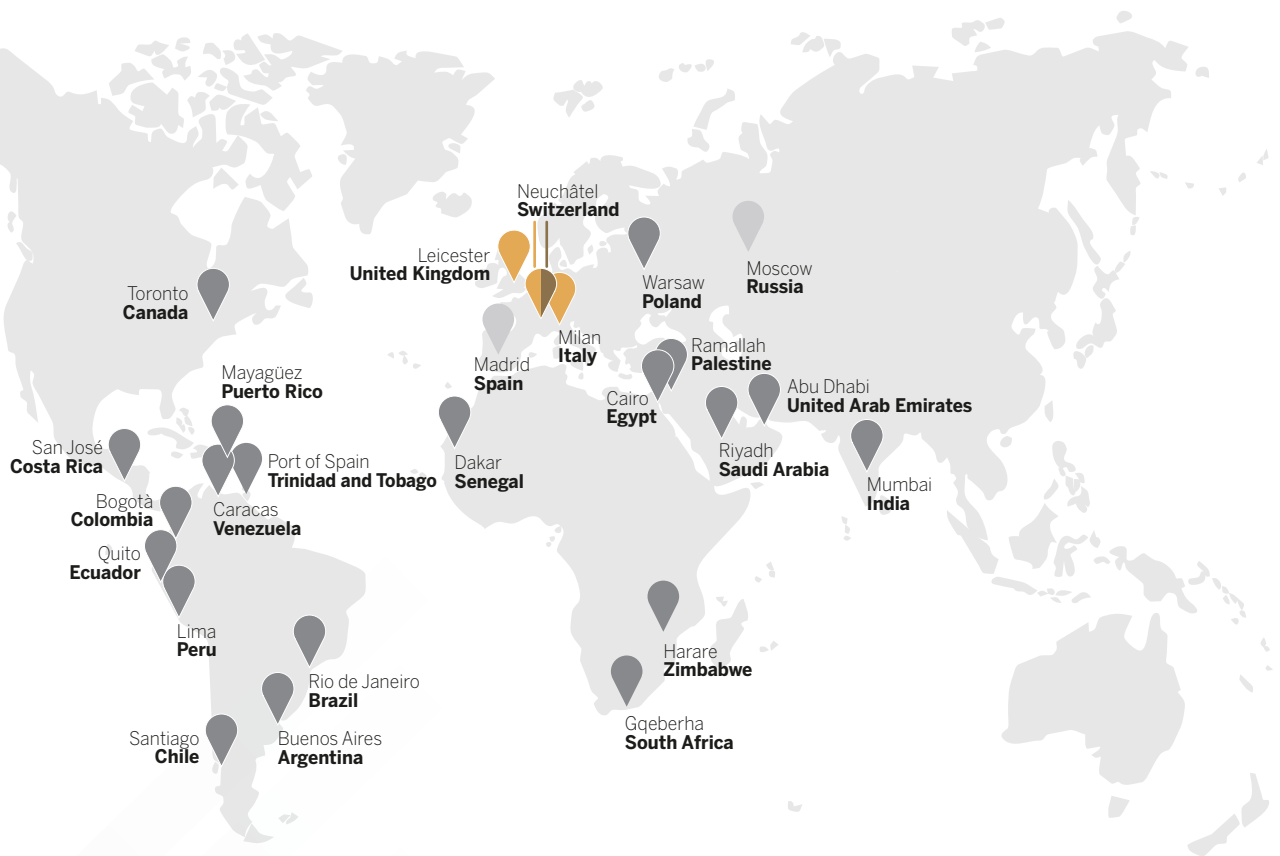 Neuchâtel
Switzerland
Leicester
United Kingdom
Moscow
Russia
Warsaw
Poland
Toronto
Canada
Milan
Italy
Ramallah
Palestine
Madrid
Spain
Mayagüez
Puerto Rico
Cairo
Egypt
Abu Dhabi
United Arab Emirates
San José
Costa Rica
Port of Spain
Trinidad and Tobago
Dakar
Senegal
Riyadh
Saudi Arabia
Mumbai
India
Bogotà
Colombia
Caracas
Venezuela
Quito
Ecuador
Lima
Peru
Harare
Zimbabwe
Rio de Janeiro
Brazil
Gqeberha
South Africa
Santiago
Chile
Buenos Aires
Argentina